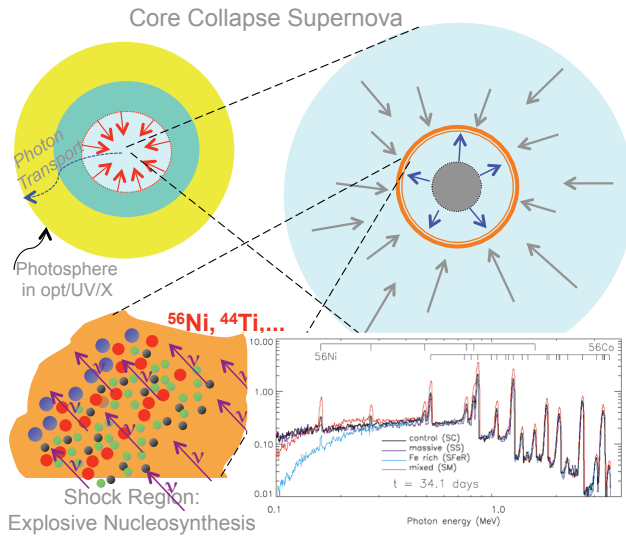 Core Collapse Supernova
Photon
Transport
Photosphere
in opt/UV/X
⁵⁶Ni, ⁴⁴Ti,...
ν ν
ν ν ν
ν ν ν
ν ν
Shock Region:
Explosive Nucleosynthesis
56Ni
56Co
10.00
1.00
0.10
0.01
control (SC)
massive (SS)
Fe rich (SFeR)
mixed (SM)
t = 34.1 days
0.1
1.0
Photon energy (MeV)